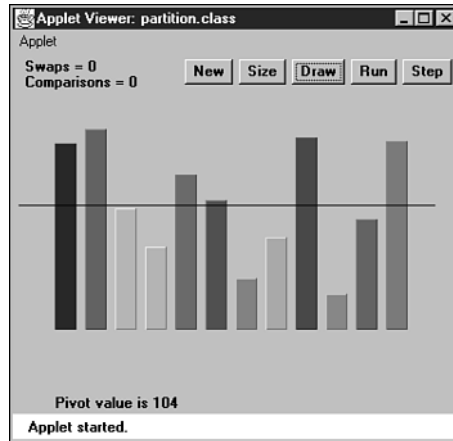 Applet Viewer: partition.class
Applet
Swaps = 0
Comparisons = 0
New Size Draw Run Step
Pivot value is 104
Applet started.